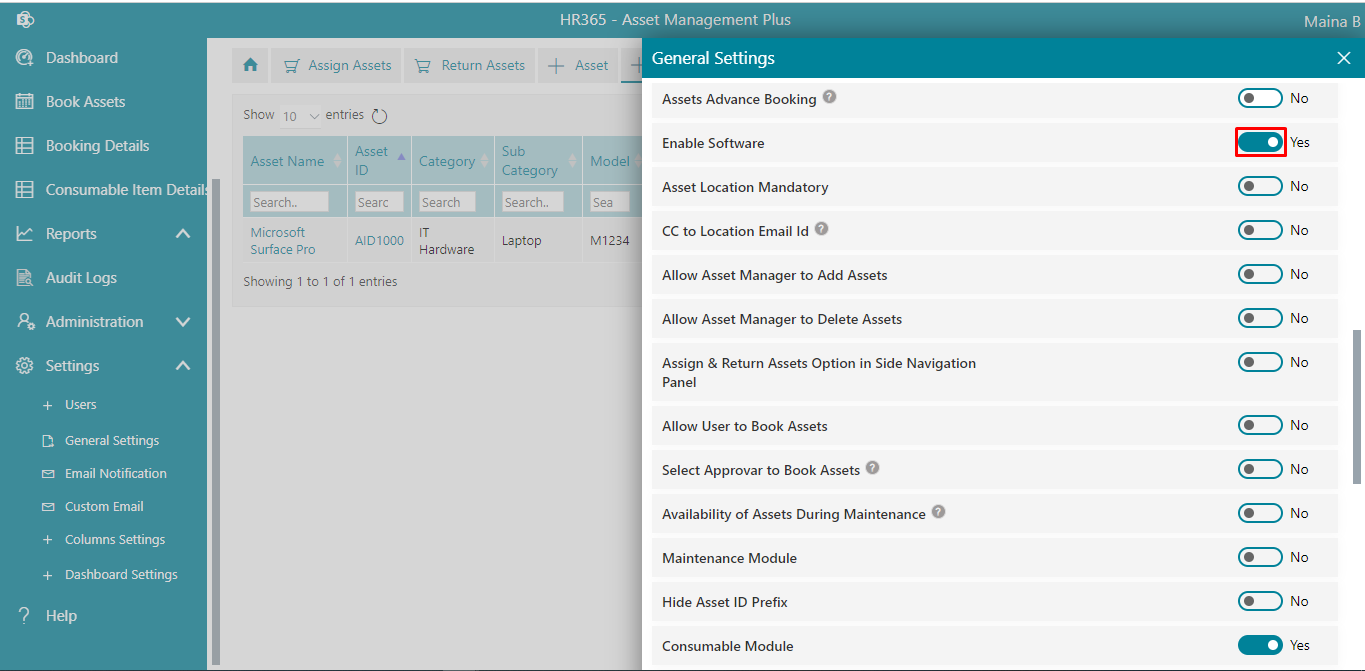 S
HR365 - Asset Management Plus
Maina B
Dashboard
Book Assets
Booking Details
Consumable Item Details
Reports
Audit Logs
Administration
Settings
+ Users
General Settings
Email Notification
Custom Email
+ Columns Settings
+ Dashboard Settings
? Help
Assign Assets
Return Assets
+ Asset
+
Show 10 entries
Asset Name
Asset ID
Category
Sub Category
Model
Search..
Searc
Search
Search..
Sea
Microsoft Surface Pro
AID1000
IT Hardware
Laptop
M1234
Showing 1 to 1 of 1 entries
General Settings
Assets Advance Booking ? No
Enable Software Yes
Asset Location Mandatory No
CC to Location Email Id ? No
Allow Asset Manager to Add Assets No
Allow Asset Manager to Delete Assets No
Assign & Return Assets Option in Side Navigation No
Panel
Allow User to Book Assets No
Select Approvar to Book Assets ? No
Availability of Assets During Maintenance ? No
Maintenance Module No
Hide Asset ID Prefix No
Consumable Module Yes